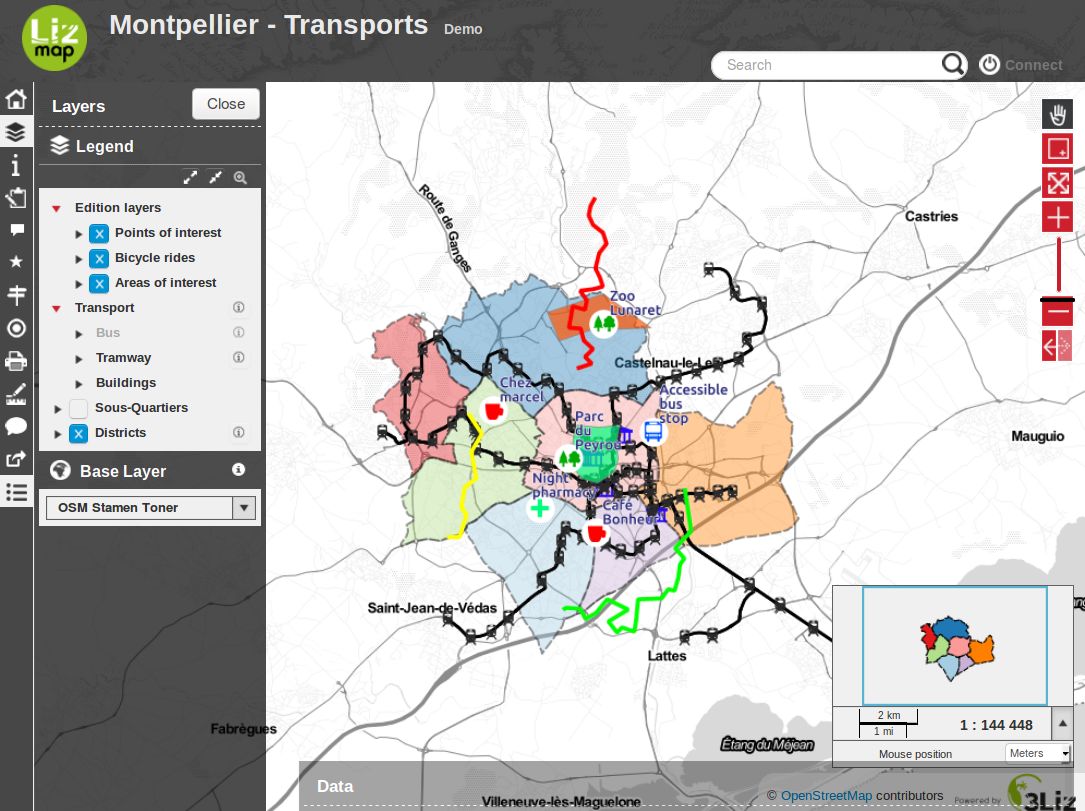 Liz
map
Montpellier - Transports Demo
Search
Connect
Layers
Close
Legend
Edition layers
Points of interest
Bicycle rides
Areas of interest
Transport
Bus
Tramway
Buildings
Sous-Quartiers
Districts
Base Layer
OSM Stamen Toner
Route de Ganges
Castries
Zoo
Lunaret
Castelnau-le-Le
Chez
marcel
Accessible
bus
stop
Parc
du
Peyrou
Mauguio
Night
pharmacy
Café
Bonheur
Saint-Jean-de-Védas
Lattes
Fabrègues
Étang du Méjean
Villeneuve-lès-Maguelone
2 km
1 mi
1 : 144 448
Mouse position
Meters
Data
© OpenStreetMap contributors
Powered by
3Liz